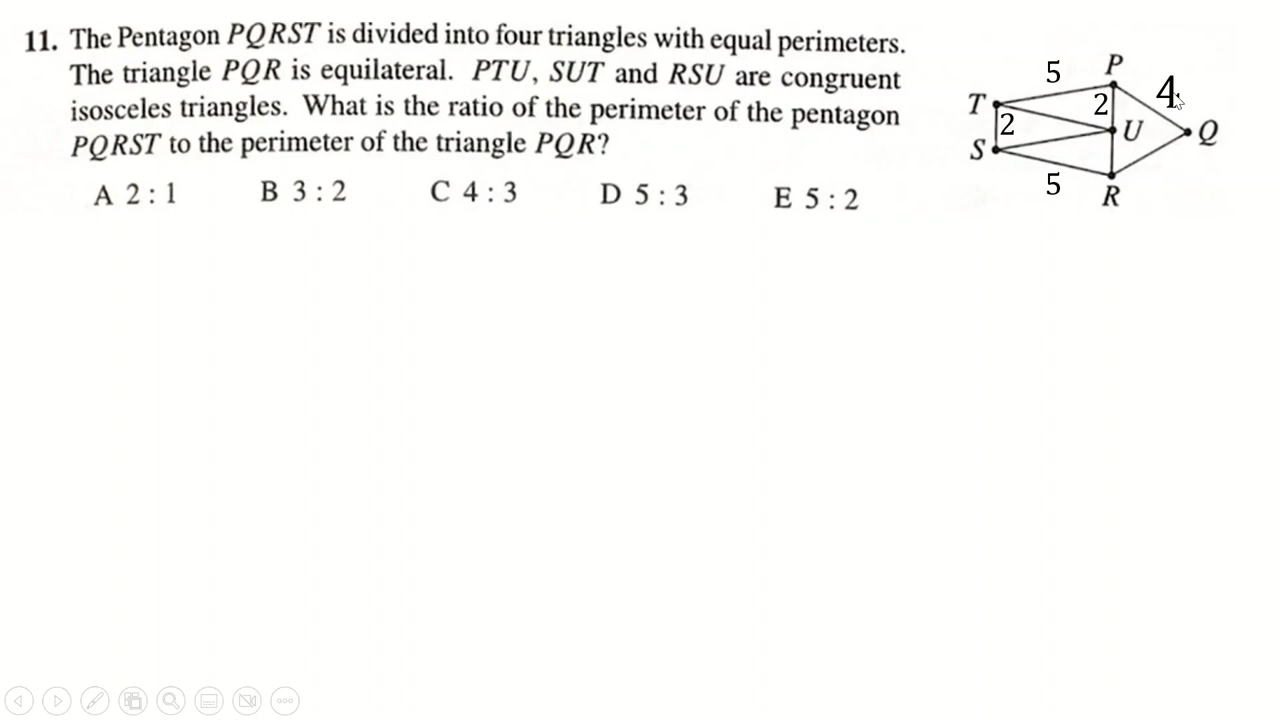 11. The Pentagon PQRST is divided into four triangles with equal perimeters.
The triangle PQR is equilateral. PTU, SUT and RSU are congruent
isosceles triangles. What is the ratio of the perimeter of the pentagon
PQRST to the perimeter of the triangle PQR?
A 2 : 1 B 3 : 2 C 4 : 3 D 5 : 3 E 5 : 2
5 P 4
T 2 2 U Q
S
5 R